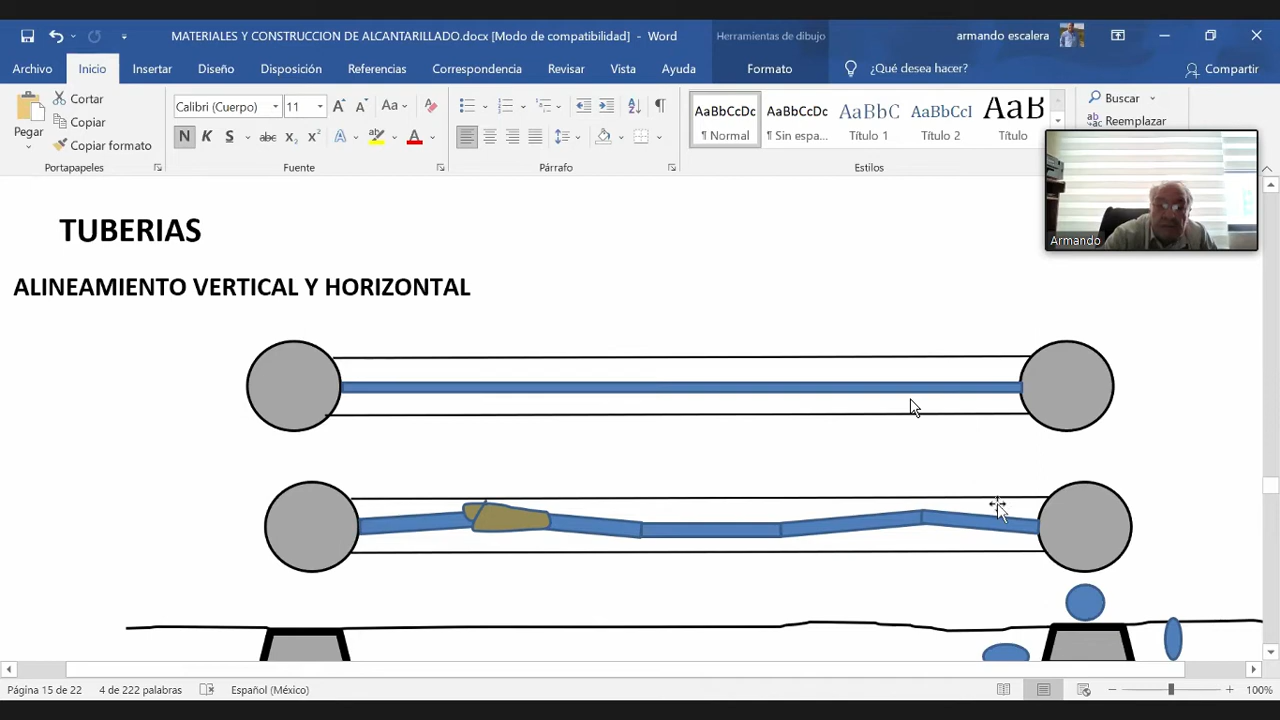 MATERIALES Y CONSTRUCCION DE ALCANTARILLADO.docx [Modo de compatibilidad] - Word
Herramientas de dibujo
armando escalera
Archivo Inicio Insertar Diseño Disposición Referencias Correspondencia Revisar Vista Ayuda Formato ¿Qué desea hacer? Compartir
Pegar
Cortar
Copiar
Copiar formato
Portapapeles
Calibri (Cuerpo) 11
N K S abc x₂ x²
Fuente
Párrafo
AaBbCcDc AaBbCcDc AaBbC AaBbCcI AaB
¶ Normal ¶ Sin espa... Título 1 Título 2 Título
Estilos
Buscar
Reemplazar
Armando
TUBERIAS
ALINEAMIENTO VERTICAL Y HORIZONTAL
Página 15 de 22 4 de 222 palabras Español (México) 100%